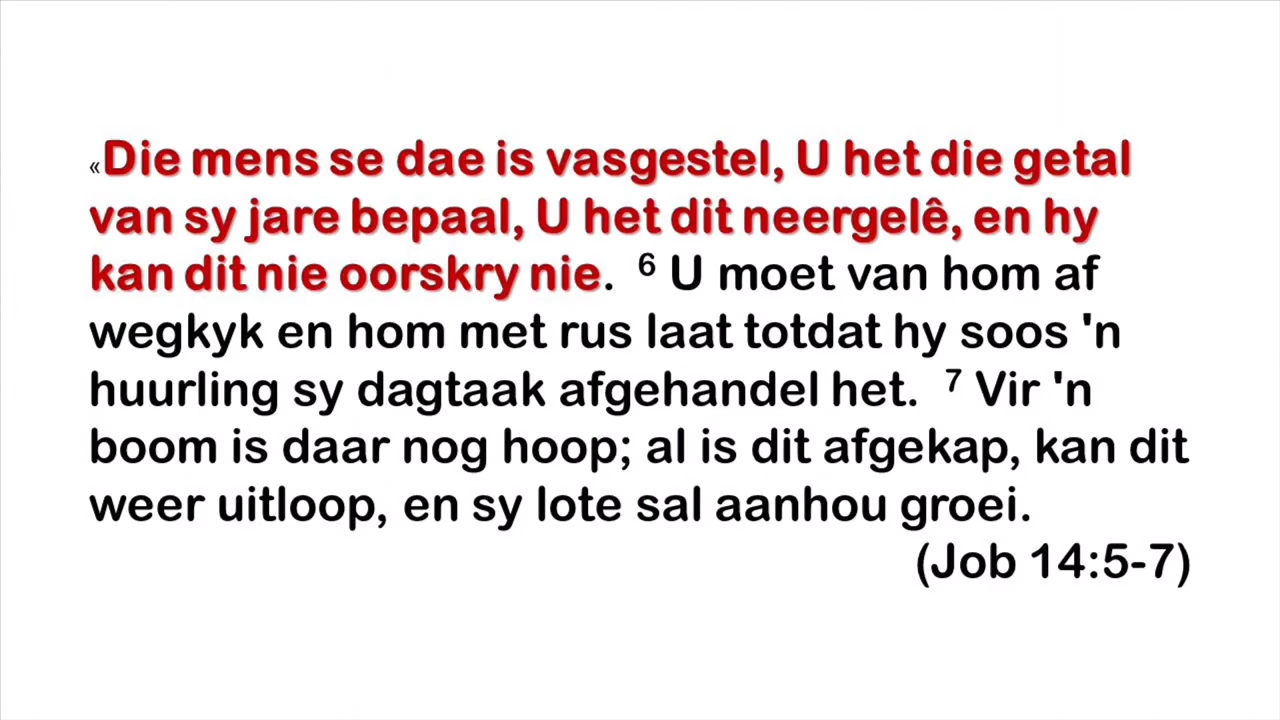 «Die mens se dae is vasgestel, U het die getal
van sy jare bepaal, U het dit neergelê, en hy
kan dit nie oorskry nie. ⁶ U moet van hom af
wegkyk en hom met rus laat totdat hy soos 'n
huurling sy dagtaak afgehandel het. ⁷ Vir 'n
boom is daar nog hoop; al is dit afgekap, kan dit
weer uitloop, en sy lote sal aanhou groei.
(Job 14:5-7)